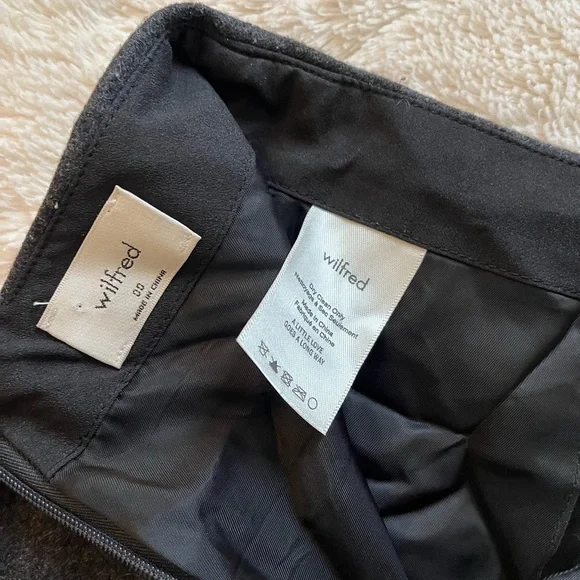 wilfred
00
MADE IN CHINA
wilfred
Dry Clean Only
Nettoyage à Sec Seulement
Made in China
Fabriqué en Chine
A LITTLE LOVE
GOES A LONG WAY